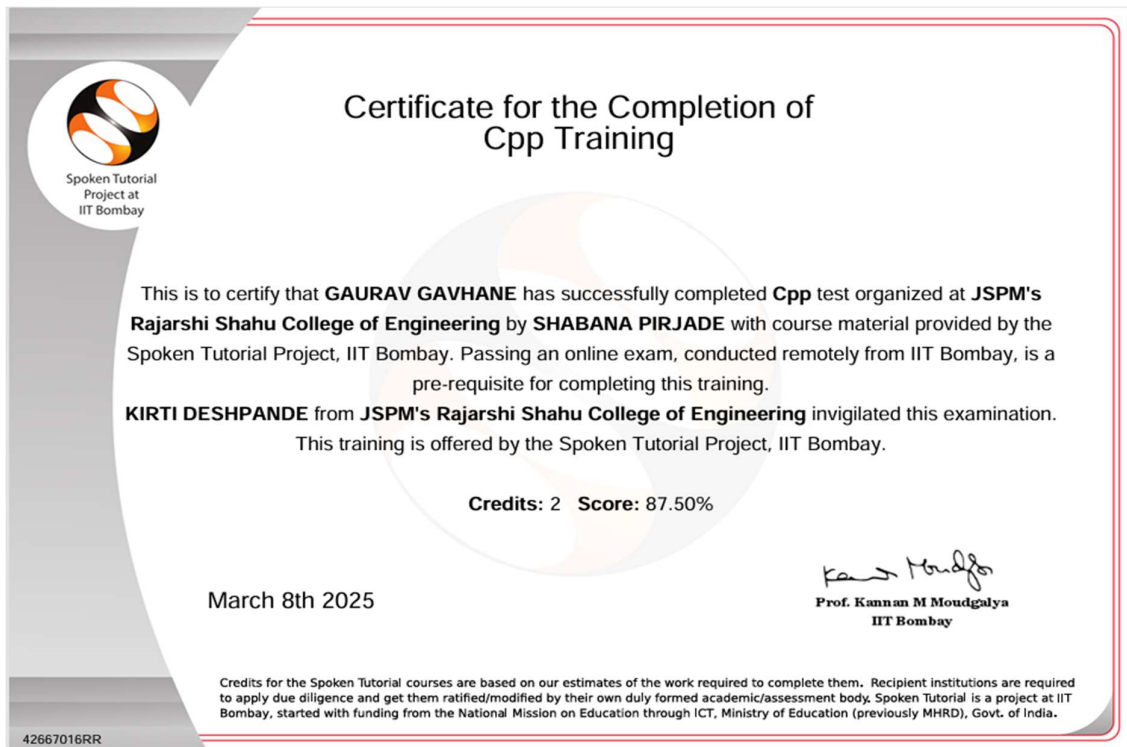 Spoken Tutorial
Project at
IIT Bombay
Certificate for the Completion of
Cpp Training
This is to certify that GAURAV GAVHANE has successfully completed Cpp test organized at JSPM's
Rajarshi Shahu College of Engineering by SHABANA PIRJADE with course material provided by the
Spoken Tutorial Project, IIT Bombay. Passing an online exam, conducted remotely from IIT Bombay, is a
pre-requisite for completing this training.
KIRTI DESHPANDE from JSPM's Rajarshi Shahu College of Engineering invigilated this examination.
This training is offered by the Spoken Tutorial Project, IIT Bombay.
Credits: 2 Score: 87.50%
March 8th 2025
Prof. Kannan M Moudgalya
IIT Bombay
Credits for the Spoken Tutorial courses are based on our estimates of the work required to complete them. Recipient institutions are required
to apply due diligence and get them ratified/modified by their own duly formed academic/assessment body. Spoken Tutorial is a project at IIT
Bombay, started with funding from the National Mission on Education through ICT, Ministry of Education (previously MHRD), Govt. of India.
42667016RR